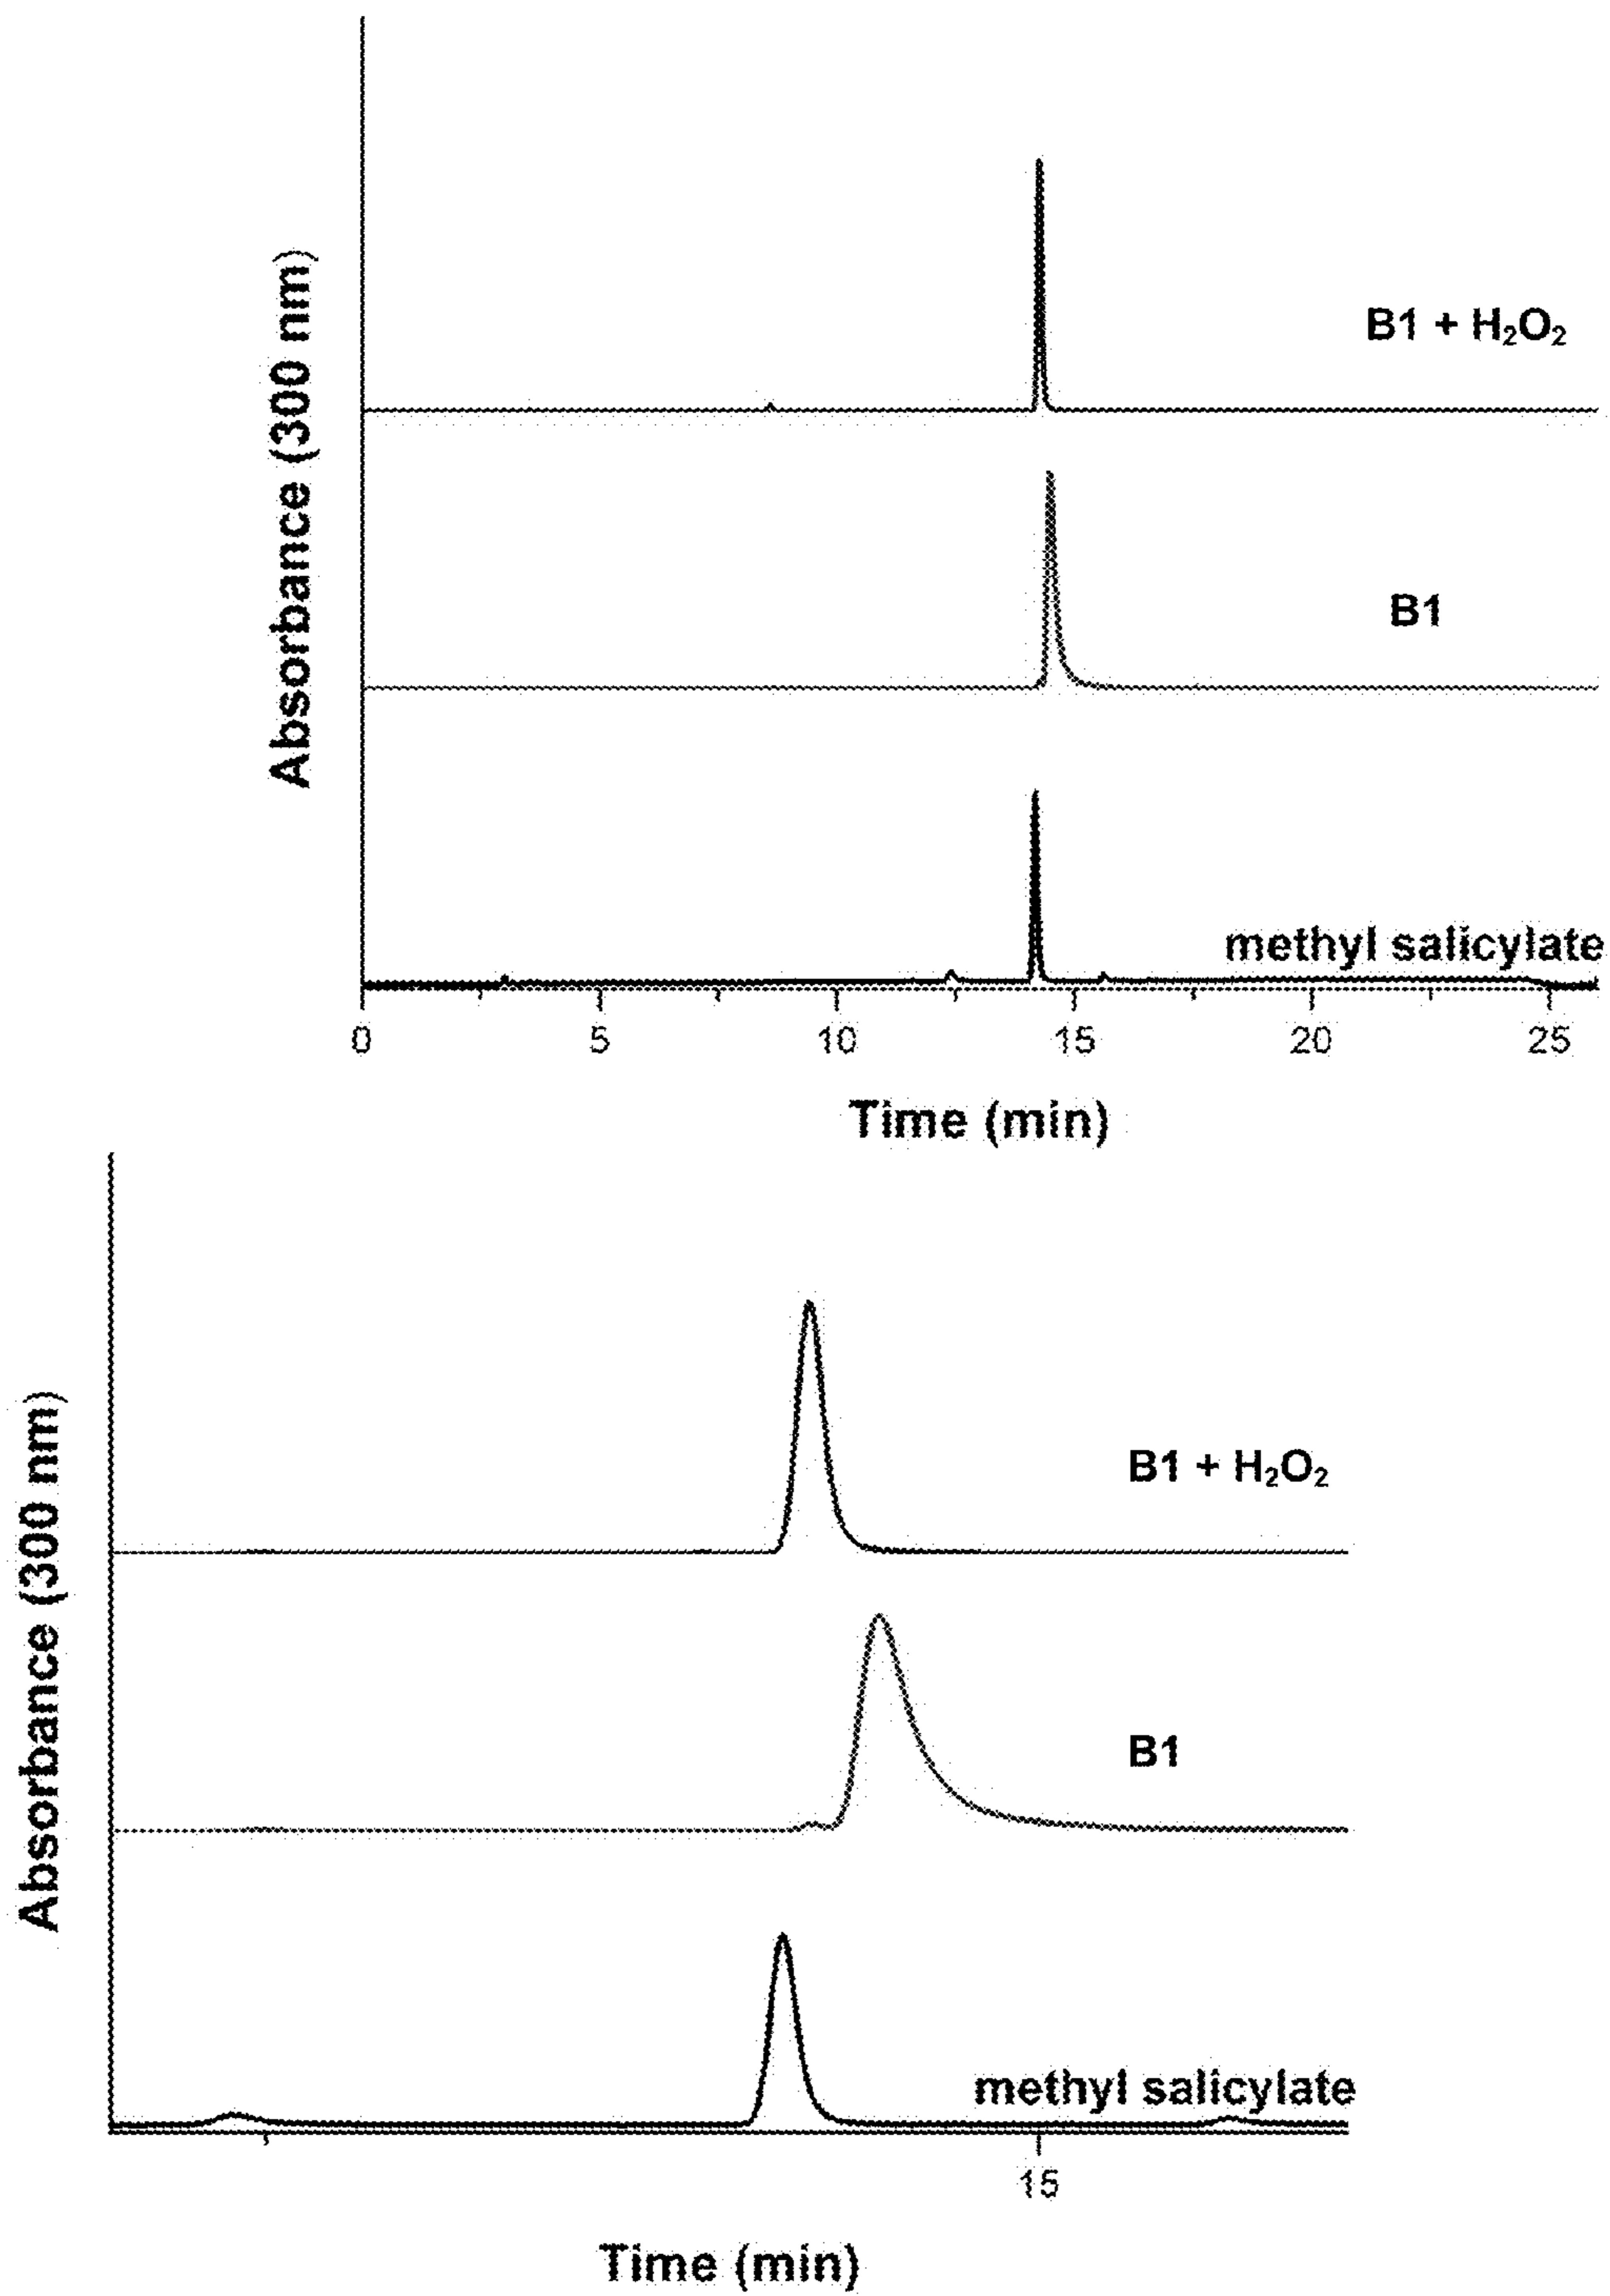 Absorbance (300 nm)
B1 + H₂O₂
B1
methyl salicylate
0 5 10 15 20 25
Time (min)
Absorbance (300 nm)
B1 + H₂O₂
B1
methyl salicylate
15
Time (min)